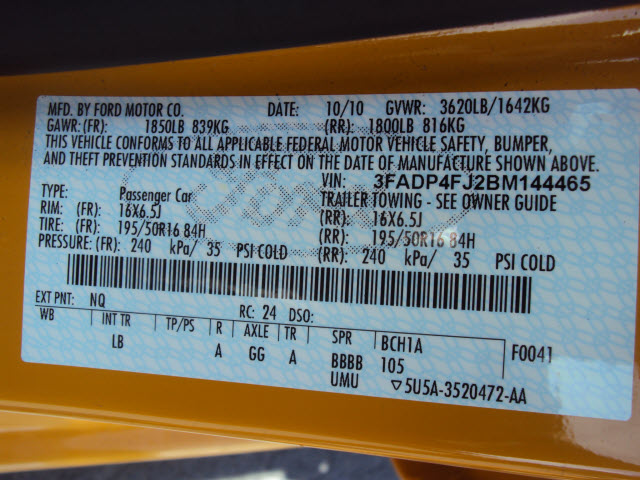 MFD. BY FORD MOTOR CO. DATE: 10/10 GVWR: 3620LB/1642KG
GAWR: (FR): 1850LB 839KG (RR): 1800LB 816KG
THIS VEHICLE CONFORMS TO ALL APPLICABLE FEDERAL MOTOR VEHICLE SAFETY, BUMPER,
AND THEFT PREVENTION STANDARDS IN EFFECT ON THE DATE OF MANUFACTURE SHOWN ABOVE.
VIN: 3FADP4FJ2BM144465
TYPE: Passenger Car TRAILER TOWING - SEE OWNER GUIDE
RIM: (FR): 16X6.5J (RR): 16X6.5J
TIRE: (FR): 195/50R16 84H (RR): 195/50R16 84H
PRESSURE: (FR): 240 kPa/ 35 PSI COLD (RR): 240 kPa/ 35 PSI COLD
EXT PNT: NQ RC: 24 DSO:
WB INT TR TP/PS R AXLE TR SPR BCH1A F0041
LB A GG A BBBB 105
UMU ▽5U5A-3520472-AA
Ford